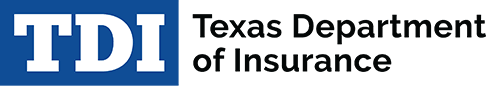 TDI
Texas Department
of Insurance